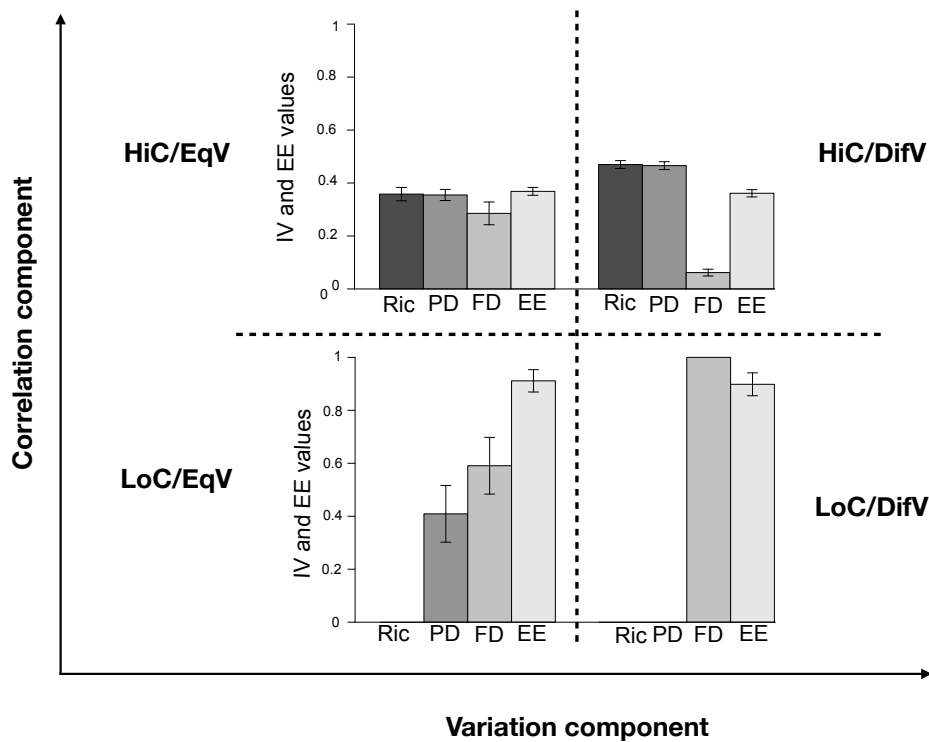 Correlation component
HiC/EqV
IV and EE values
1
0.8
0.6
0.4
0.2
0
0
Ric PD FD EE
HiC/DifV
Ric PD FD EE
LoC/EqV
IV and EE values
1
0.8
0.6
0.4
0.2
0
Ric PD FD EE
LoC/DifV
Ric PD FD EE
Variation component